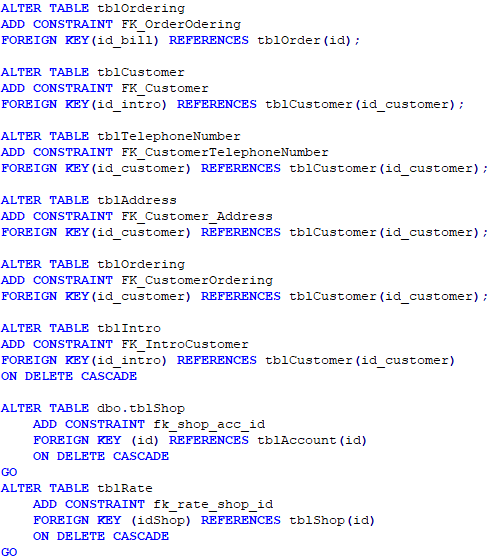 ALTER TABLE tblOrdering
ADD CONSTRAINT FK_OrderOdering
FOREIGN KEY(id_bill) REFERENCES tblOrder(id);
ALTER TABLE tblCustomer
ADD CONSTRAINT FK_Customer
FOREIGN KEY(id_intro) REFERENCES tblCustomer(id_customer);
ALTER TABLE tblTelephoneNumber
ADD CONSTRAINT FK_CustomerTelephoneNumber
FOREIGN KEY(id_customer) REFERENCES tblCustomer(id_customer);
ALTER TABLE tblAddress
ADD CONSTRAINT FK_Customer_Address
FOREIGN KEY(id_customer) REFERENCES tblCustomer(id_customer);
ALTER TABLE tblOrdering
ADD CONSTRAINT FK_CustomerOrdering
FOREIGN KEY(id_customer) REFERENCES tblCustomer(id_customer);
ALTER TABLE tblIntro
ADD CONSTRAINT FK_IntroCustomer
FOREIGN KEY(id_intro) REFERENCES tblCustomer(id_customer)
ON DELETE CASCADE
ALTER TABLE dbo.tblShop
ADD CONSTRAINT fk_shop_acc_id
FOREIGN KEY (id) REFERENCES tblAccount(id)
ON DELETE CASCADE
GO
ALTER TABLE tblRate
ADD CONSTRAINT fk_rate_shop_id
FOREIGN KEY (idShop) REFERENCES tblShop(id)
ON DELETE CASCADE
GO